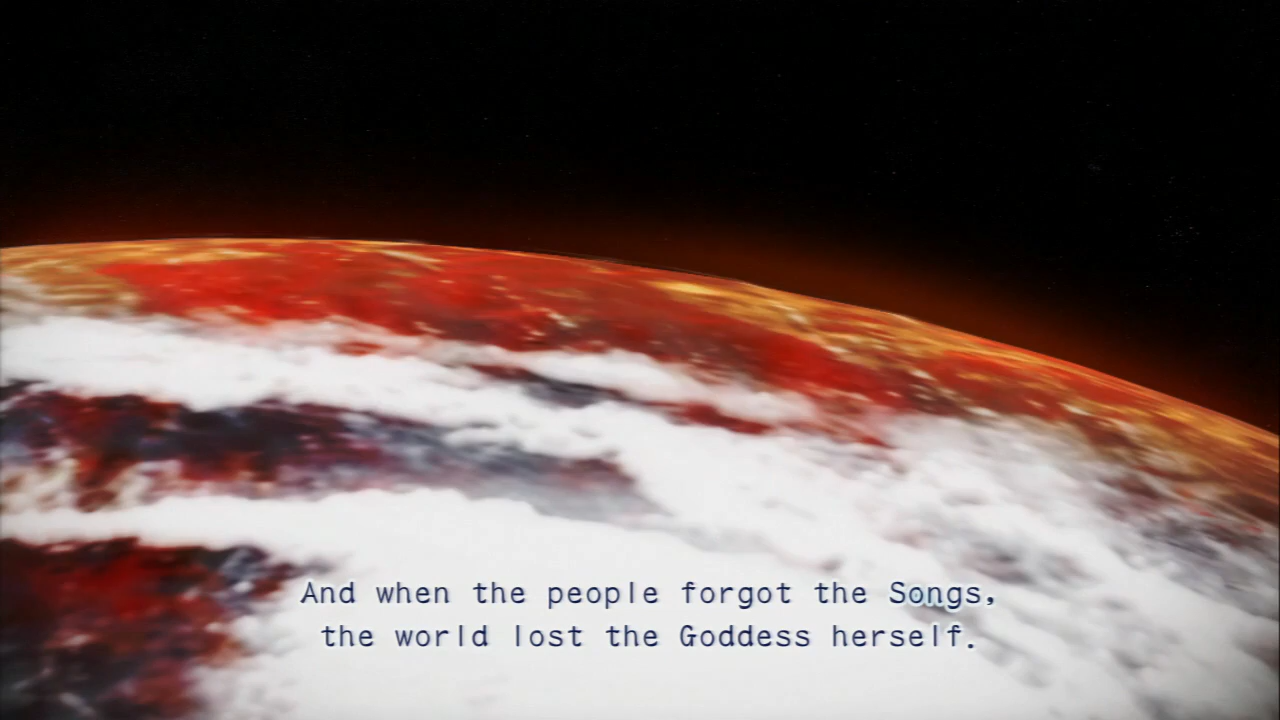 And when the people forgot the Songs,
the world lost the Goddess herself.